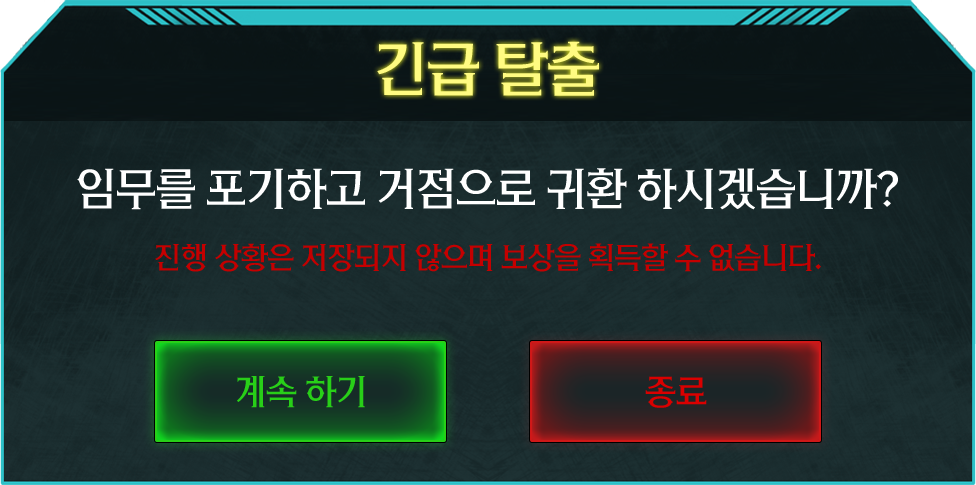 긴급 탈출
임무를 포기하고 거점으로 귀환 하시겠습니까?
진행 상황은 저장되지 않으며 보상을 획득할 수 없습니다.
계속 하기
종료